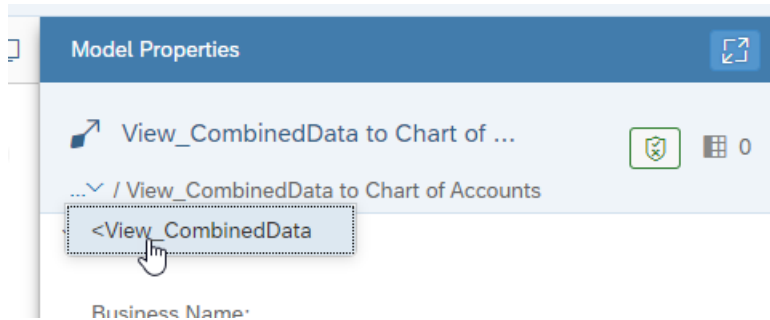 Model Properties
View_CombinedData to Chart of ...
0
... / View_CombinedData to Chart of Accounts
<View_CombinedData
Business Name: